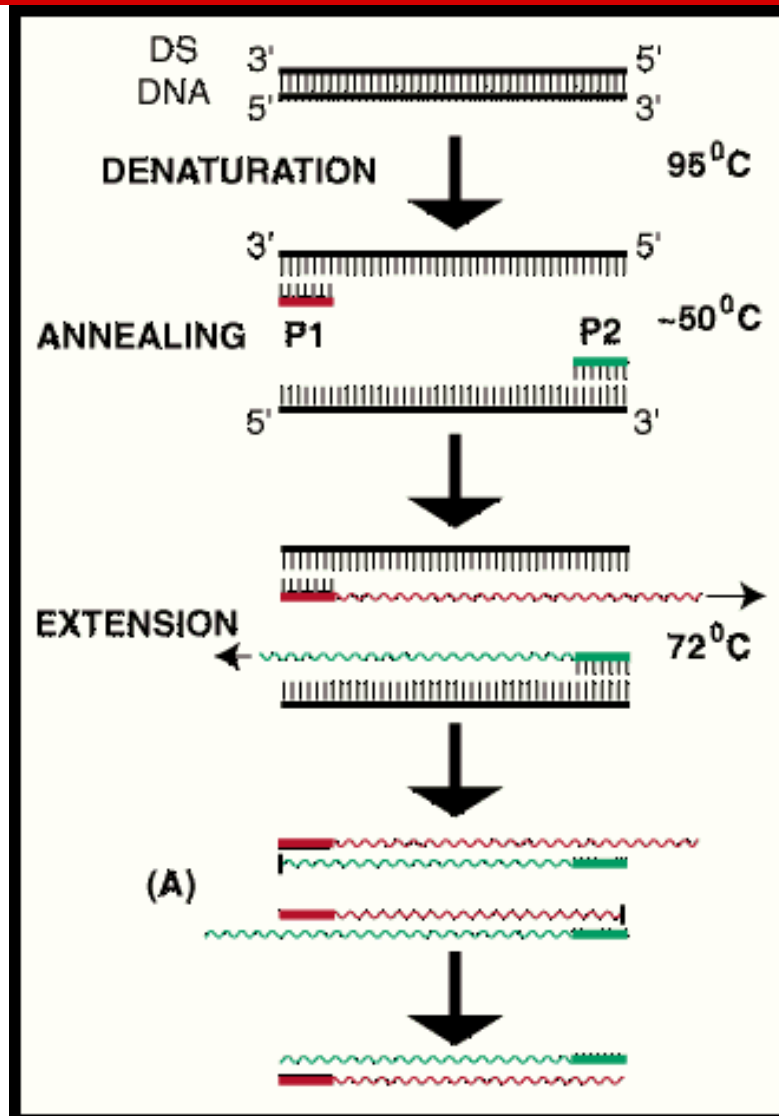 DS
DNA
3'
5'
5'
3'
DENATURATION
95⁰C
3'
5'
ANNEALING
P1
P2
~50⁰C
5'
3'
EXTENSION
72⁰C
(A)